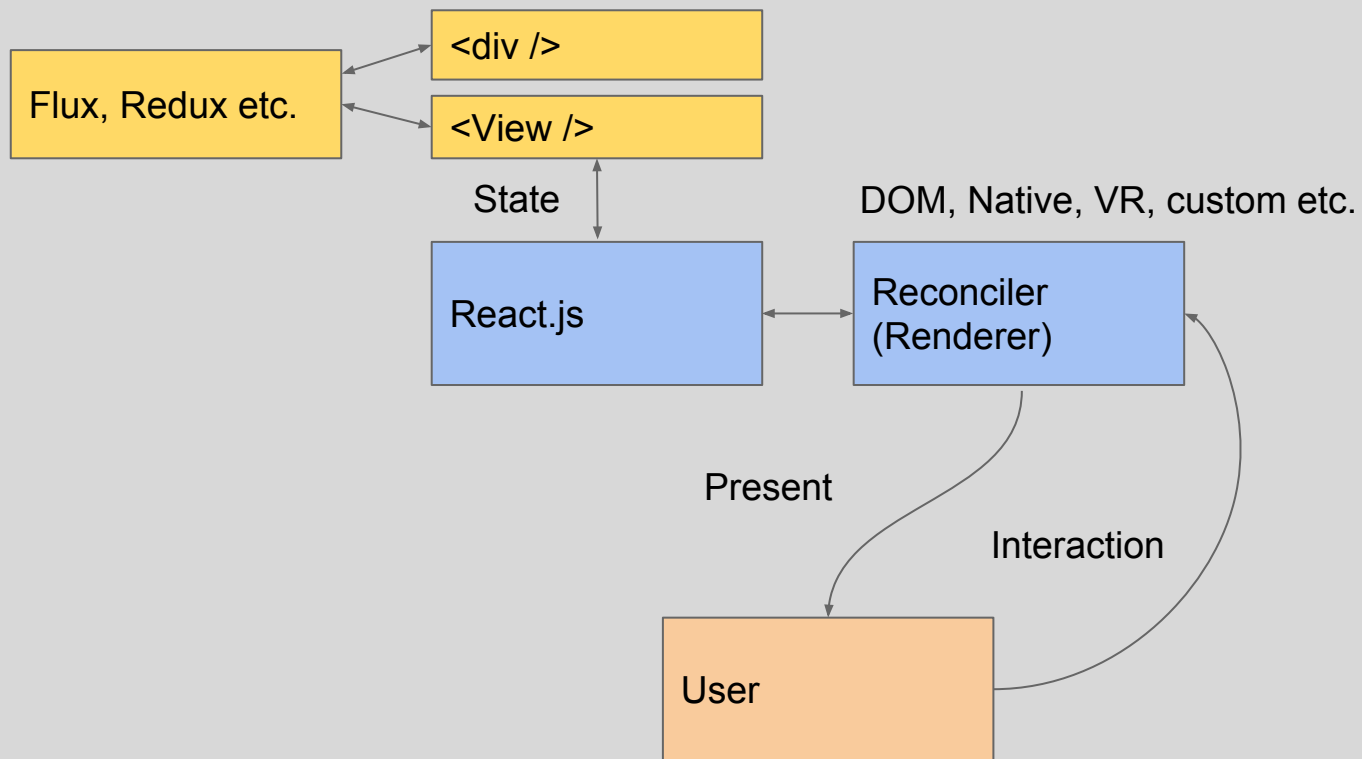 <div />
Flux, Redux etc.
<View />
State
DOM, Native, VR, custom etc.
React.js
Reconciler
(Renderer)
Present
Interaction
User